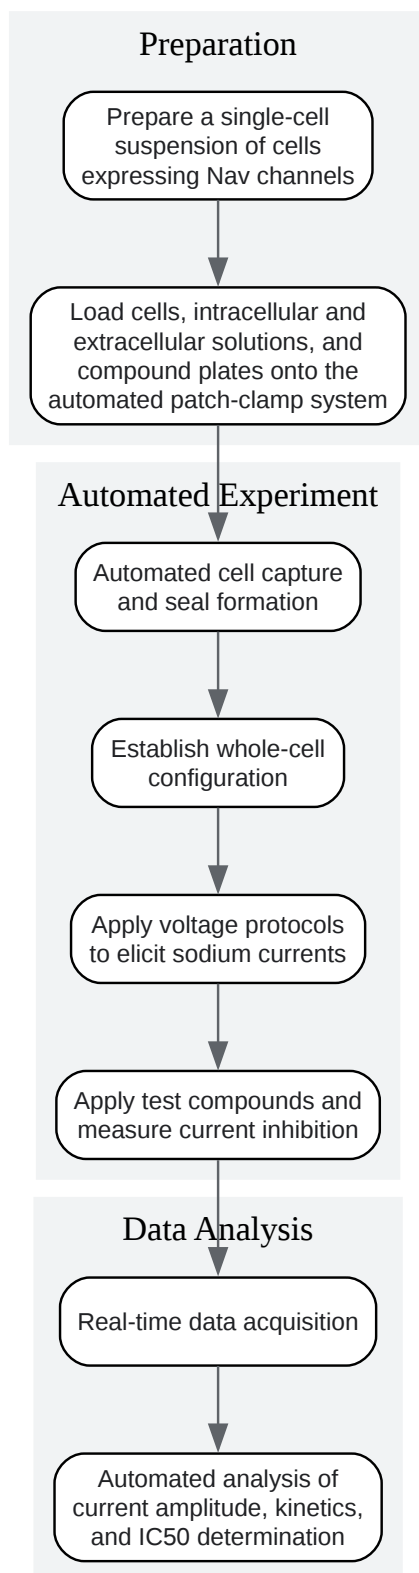 Preparation
Prepare a single-cell
suspension of cells
expressing Nav channels
Load cells, intracellular and
extracellular solutions, and
compound plates onto the
automated patch-clamp system
Automated Experiment
Automated cell capture
and seal formation
Establish whole-cell
configuration
Apply voltage protocols
to elicit sodium currents
Apply test compounds and
measure current inhibition
Data Analysis
Real-time data acquisition
Automated analysis of
current amplitude, kinetics,
and IC50 determination